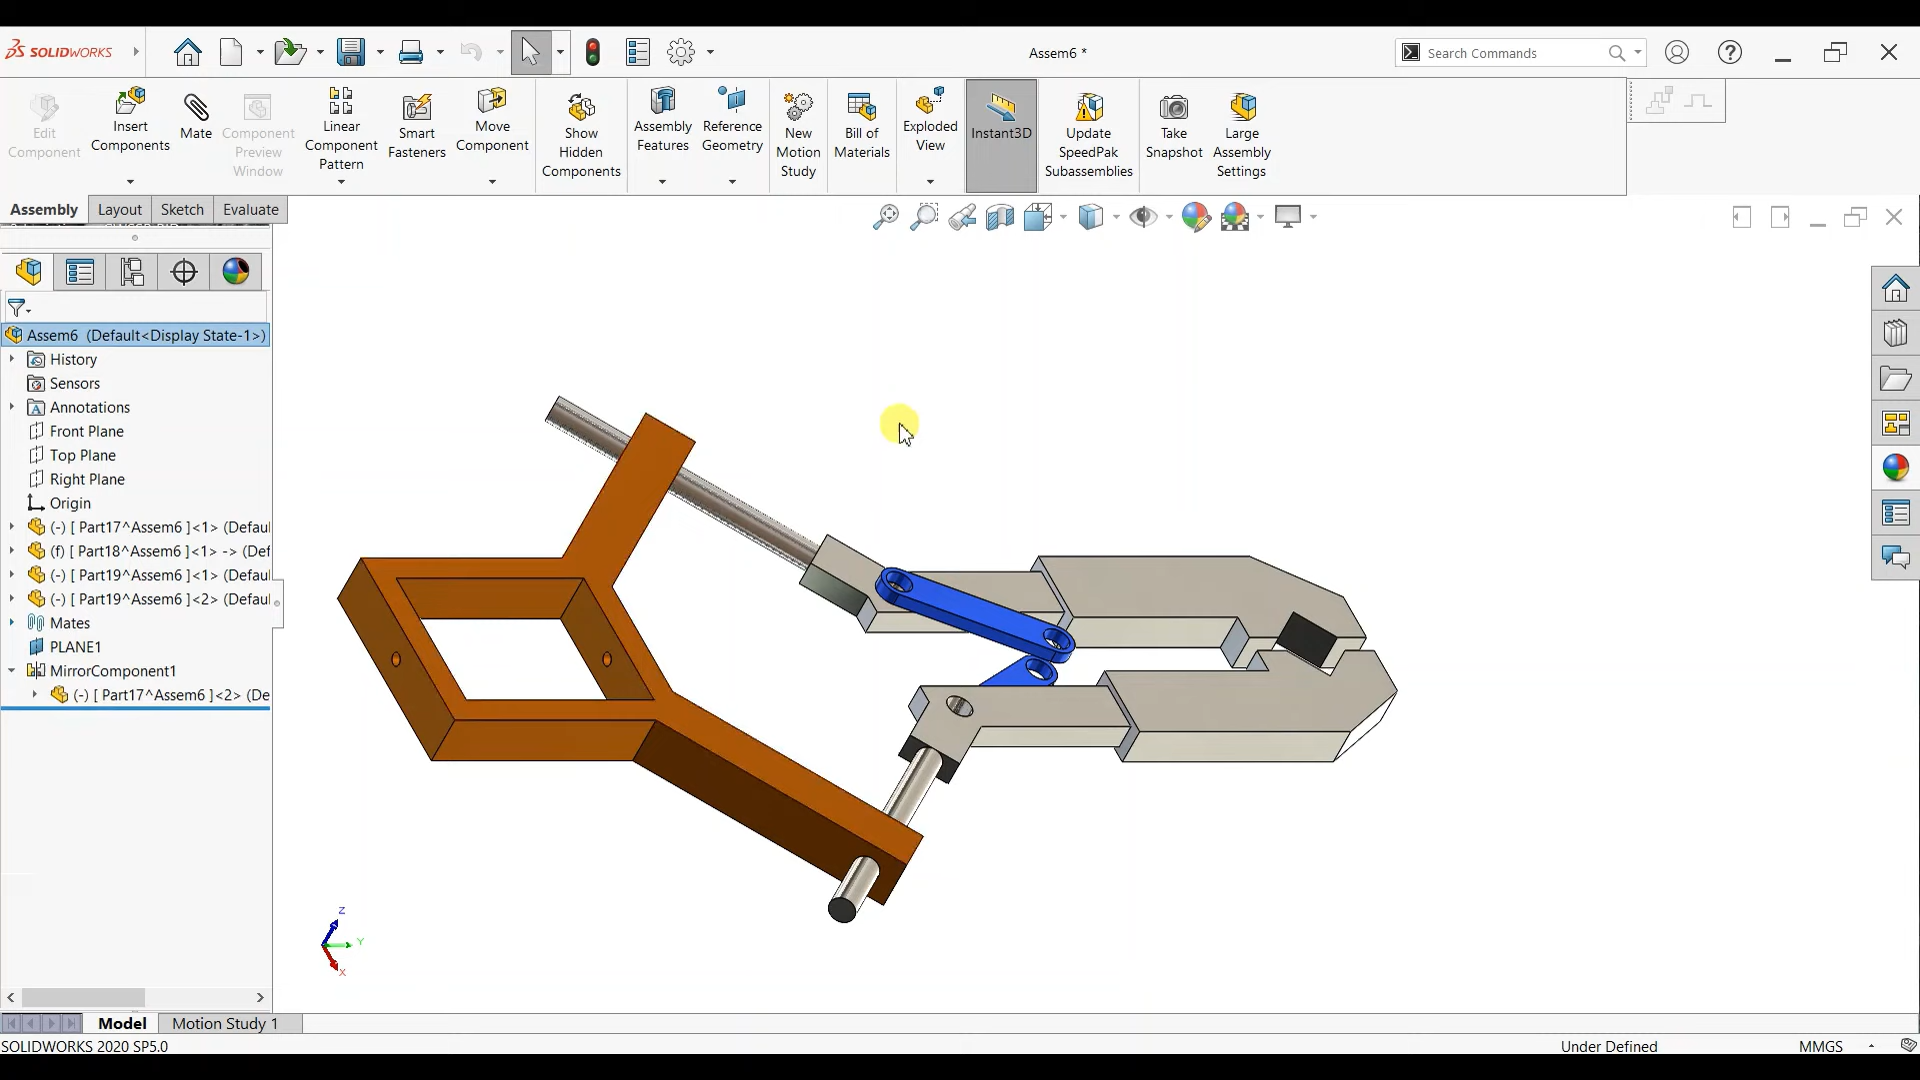 SOLIDWORKS
Assem6 *
Search Commands
Edit
Component
Insert
Components
Mate
Component
Preview
Window
Linear
Component
Pattern
Smart
Fasteners
Move
Component
Show
Hidden
Components
Assembly
Features
Reference
Geometry
New
Motion
Study
Bill of
Materials
Exploded
View
Instant3D
Update
SpeedPak
Subassemblies
Take
Snapshot
Large
Assembly
Settings
Assembly Layout Sketch Evaluate
Assem6 (Default<Display State-1>)
History
Sensors
Annotations
Front Plane
Top Plane
Right Plane
Origin
(-) [ Part17^Assem6 ]<1> (Defaul
(f) [ Part18^Assem6 ]<1> -> (Def
(-) [ Part19^Assem6 ]<1> (Defaul
(-) [ Part19^Assem6 ]<2> (Defaul
Mates
PLANE1
MirrorComponent1
(-) [ Part17^Assem6 ]<2> (De
Z
Y
X
Model Motion Study 1
SOLIDWORKS 2020 SP5.0
Under Defined
MMGS